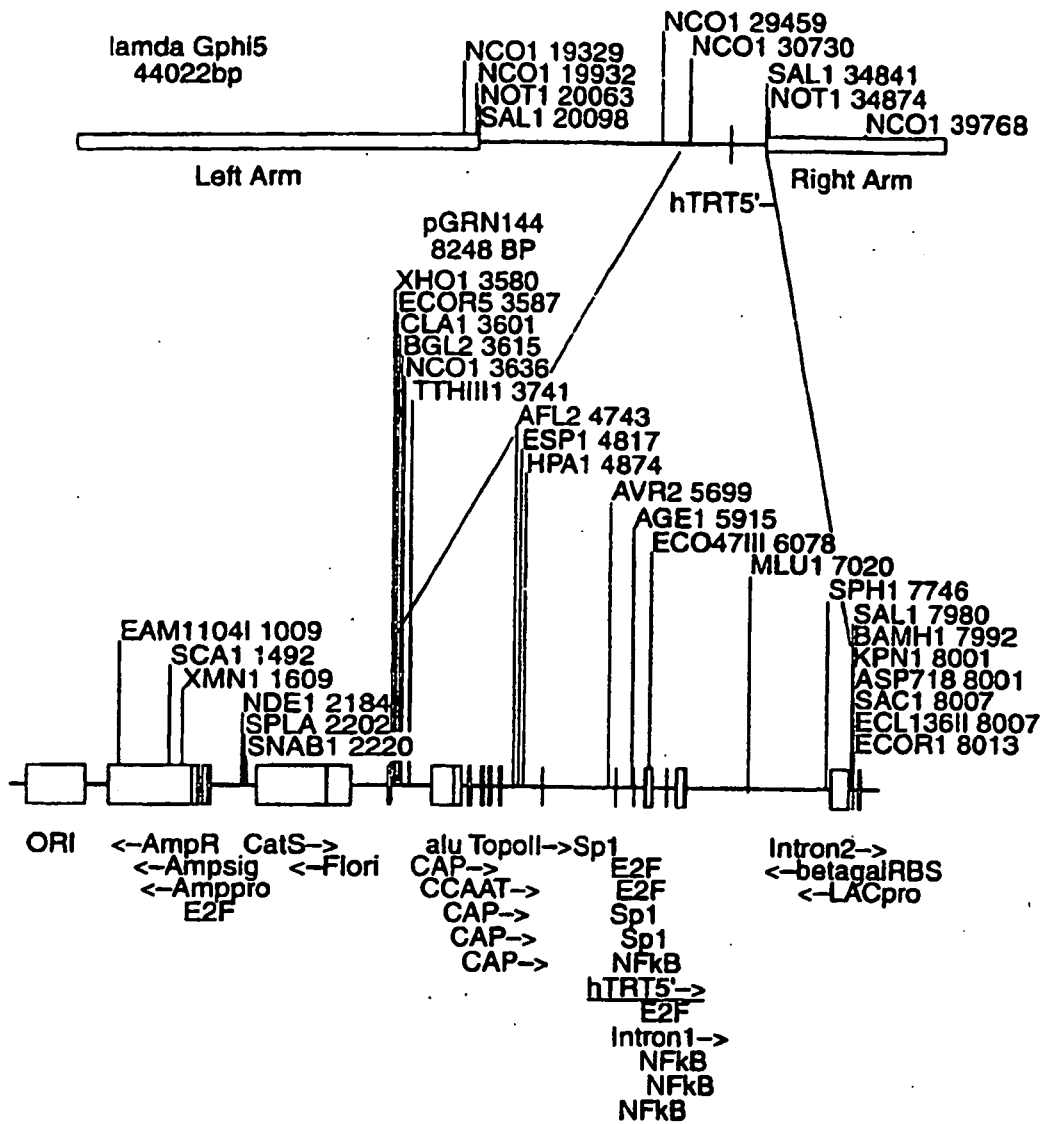 lamda Gphi5
44022bp
NCO1 19329
NCO1 19932
NOT1 20063
SAL1 20098
NCO1 29459
NCO1 30730
SAL1 34841
NOT1 34874
NCO1 39768
Left Arm
Right Arm
hTRT5'
pGRN144
8248 BP
XHO1 3580
ECOR5 3587
CLA1 3601
BGL2 3615
NCO1 3636
TTHIII1 3741
AFL2 4743
ESP1 4817
HPA1 4874
AVR2 5699
AGE1 5915
ECO47III 6078
MLU1 7020
SPH1 7746
SAL1 7980
BAMH1 7992
KPN1 8001
ASP718 8001
SAC1 8007
ECL136II 8007
ECOR1 8013
EAM1104I 1009
SCA1 1492
XMN1 1609
NDE1 2184
SPLA 2202
SNAB1 2220
ORI
<-AmpR
<-Ampsig
<-Amppro
E2F
CatS->
<-Flori
alu TopoII->Sp1
CAP->
CCAAT->
CAP->
CAP->
CAP->
E2F
E2F
Sp1
Sp1
NFkB
hTRT5'->
E2F
Intron1->
NFkB
NFkB
NFkB
Intron2->
<-betagalRBS
<-LACpro